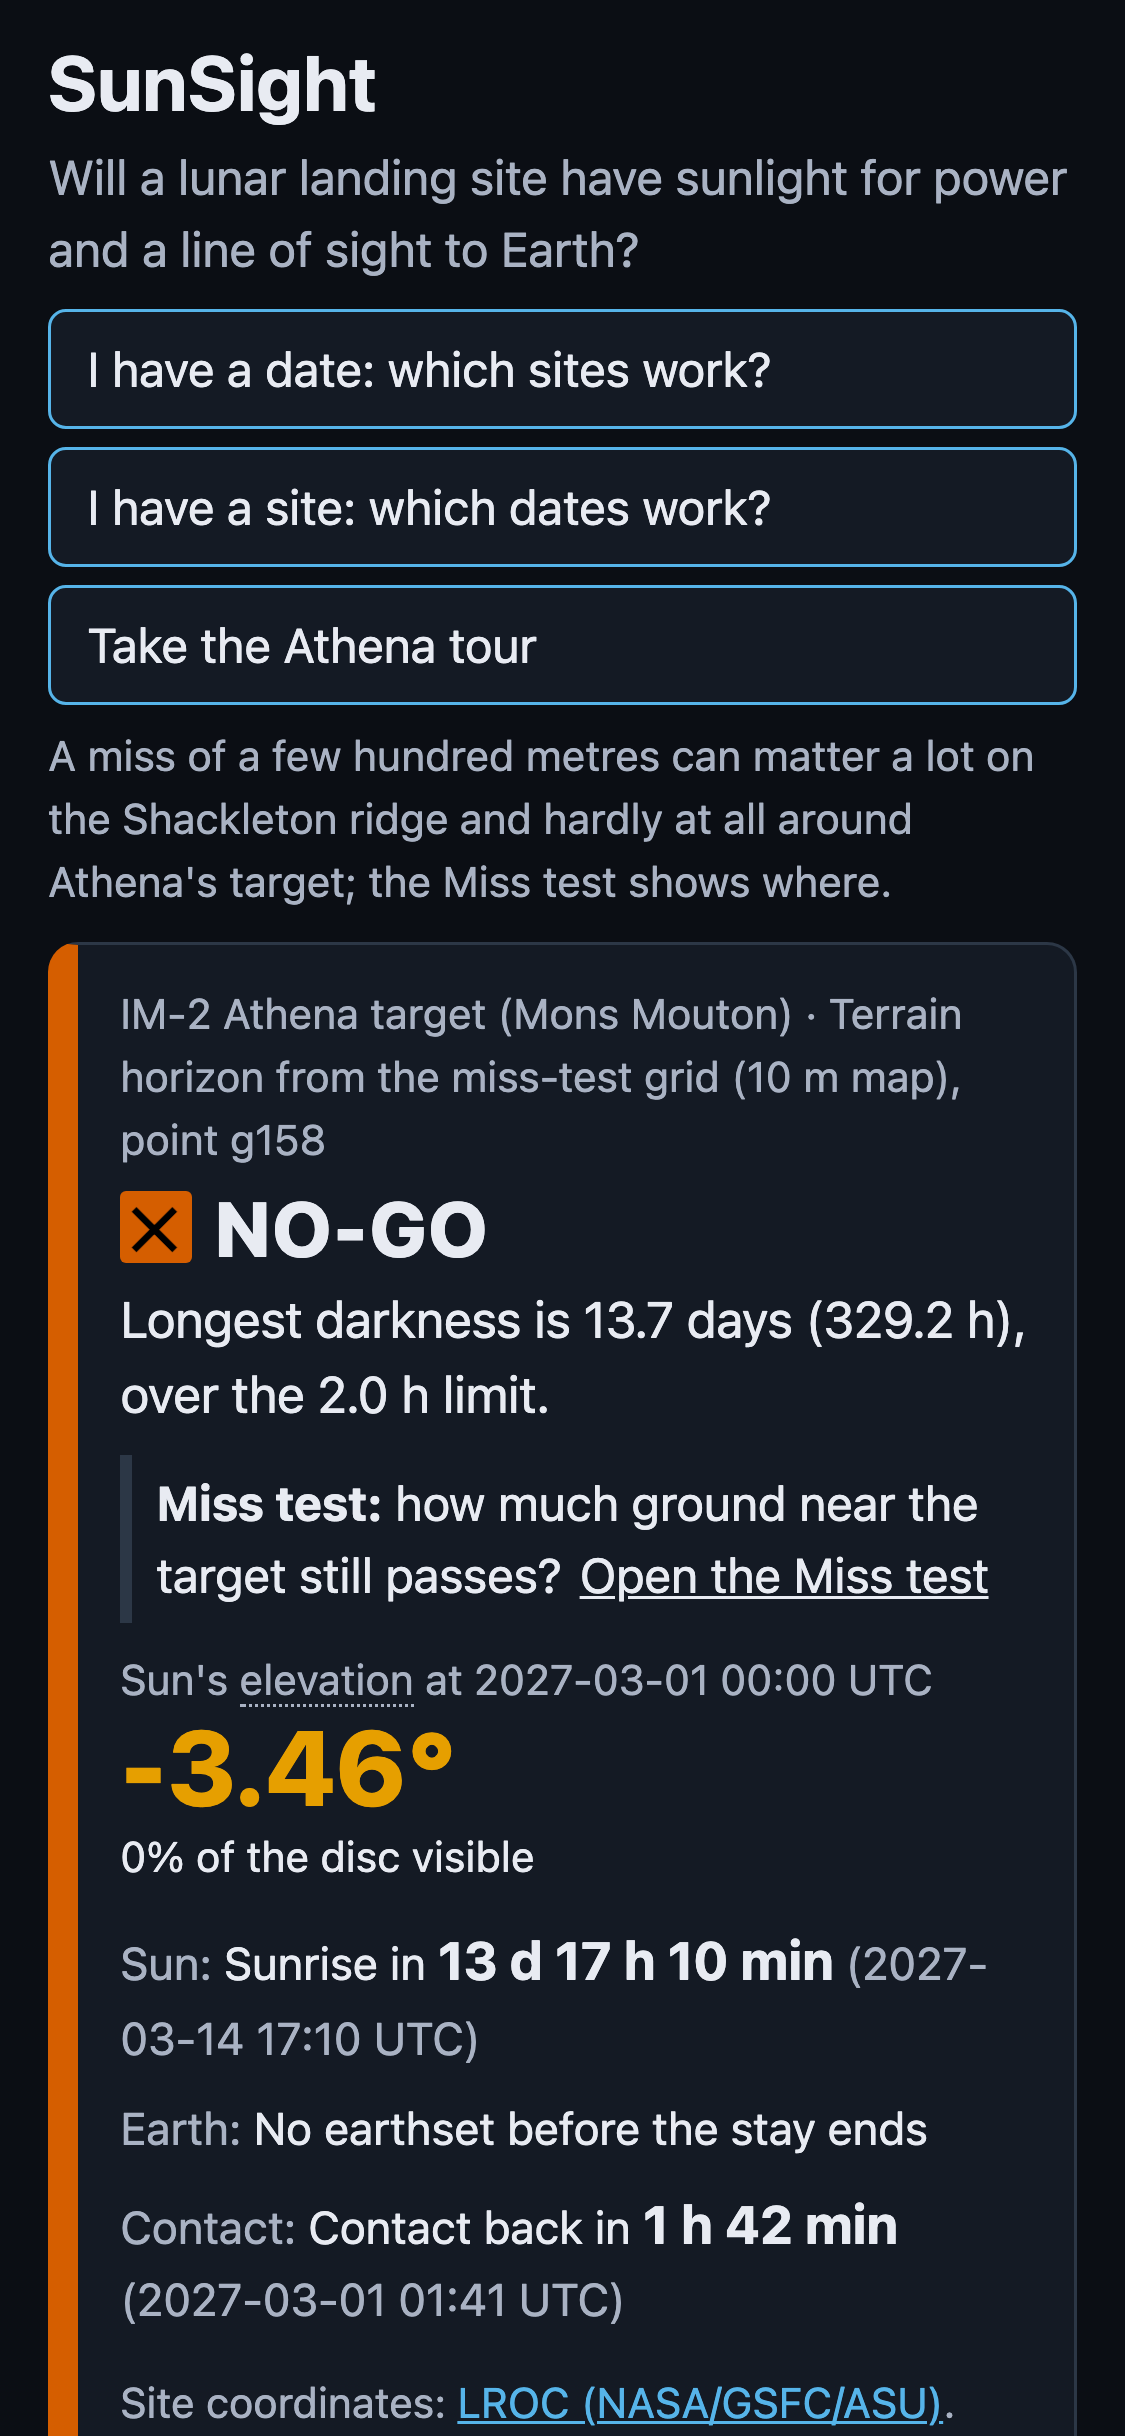 SunSight
Will a lunar landing site have sunlight for power
and a line of sight to Earth?
I have a date: which sites work?
I have a site: which dates work?
Take the Athena tour
A miss of a few hundred metres can matter a lot on
the Shackleton ridge and hardly at all around
Athena's target; the Miss test shows where.
IM-2 Athena target (Mons Mouton) · Terrain
horizon from the miss-test grid (10 m map),
point g158
NO-GO
Longest darkness is 13.7 days (329.2 h),
over the 2.0 h limit.
Miss test: how much ground near the
target still passes? Open the Miss test
Sun's elevation at 2027-03-01 00:00 UTC
-3.46°
0% of the disc visible
Sun: Sunrise in 13 d 17 h 10 min (2027-
03-14 17:10 UTC)
Earth: No earthset before the stay ends
Contact: Contact back in 1 h 42 min
(2027-03-01 01:41 UTC)
Site coordinates: LROC (NASA/GSFC/ASU).